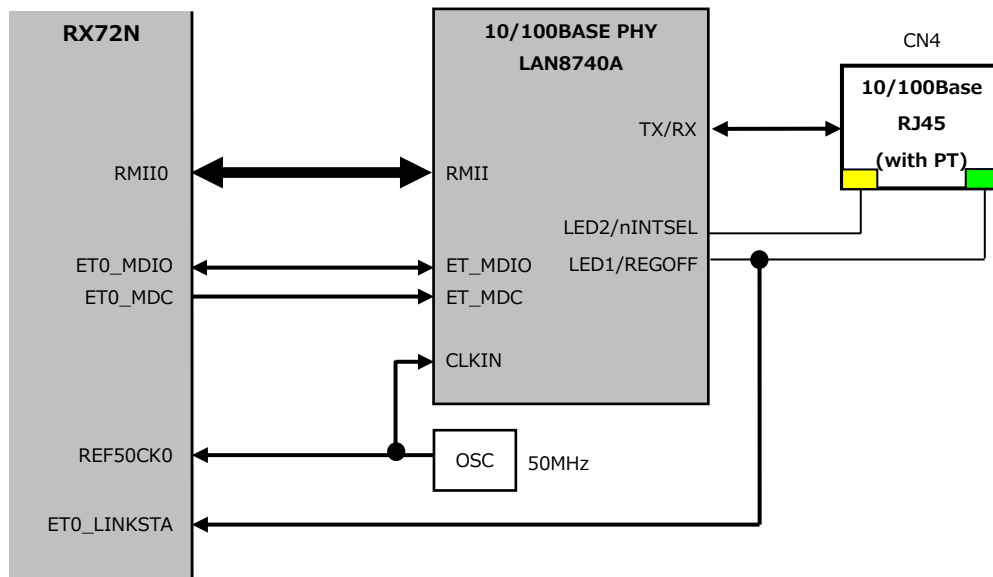 RX72N
10/100BASE PHY
LAN8740A
CN4
10/100Base
RJ45
(with PT)
TX/RX
RMII0
RMII
LED2/nINTSEL
LED1/REGOFF
ET0_MDIO
ET_MDIO
ET0_MDC
ET_MDC
CLKIN
REF50CK0
OSC
50MHz
ET0_LINKSTA